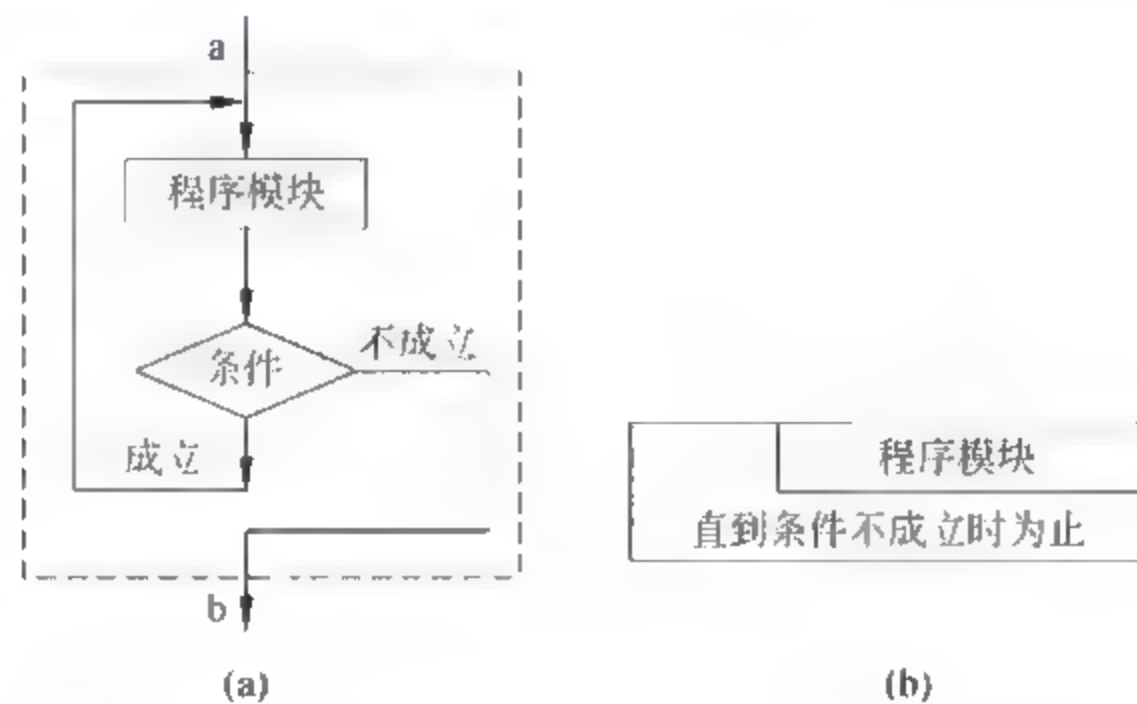 a
程序模块
条件
不成立
成立
b
(a)
程序模块
直到条件不成立时为止
(b)